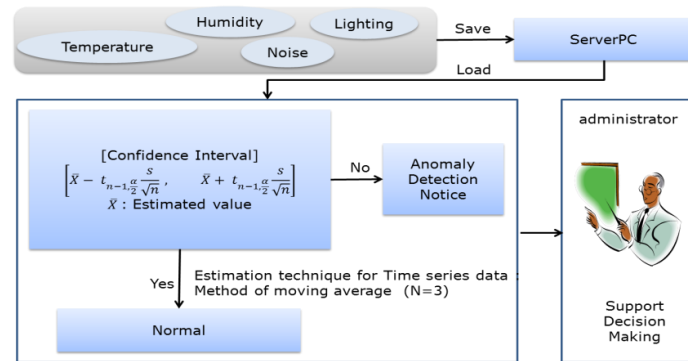 Humidity
Lighting
Temperature
Noise
Save
ServerPC
Load
[Confidence Interval]
[X̄ − t_{n−1,α/2} s/√n , X̄ + t_{n−1,α/2} s/√n]
X̄ : Estimated value
No
Anomaly
Detection
Notice
Yes
Estimation technique for Time series data :
Method of moving average (N=3)
Normal
administrator
Support
Decision
Making